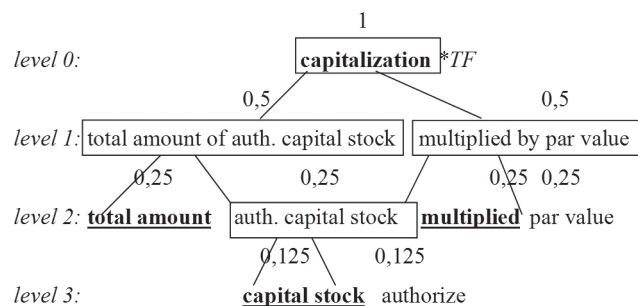 1
level 0: capitalization *TF
0,5 0,5
level 1: total amount of auth. capital stock multiplied by par value
0,25 0,25 0,25 0,25
level 2: total amount auth. capital stock multiplied par value
0,125 0,125
level 3: capital stock authorize